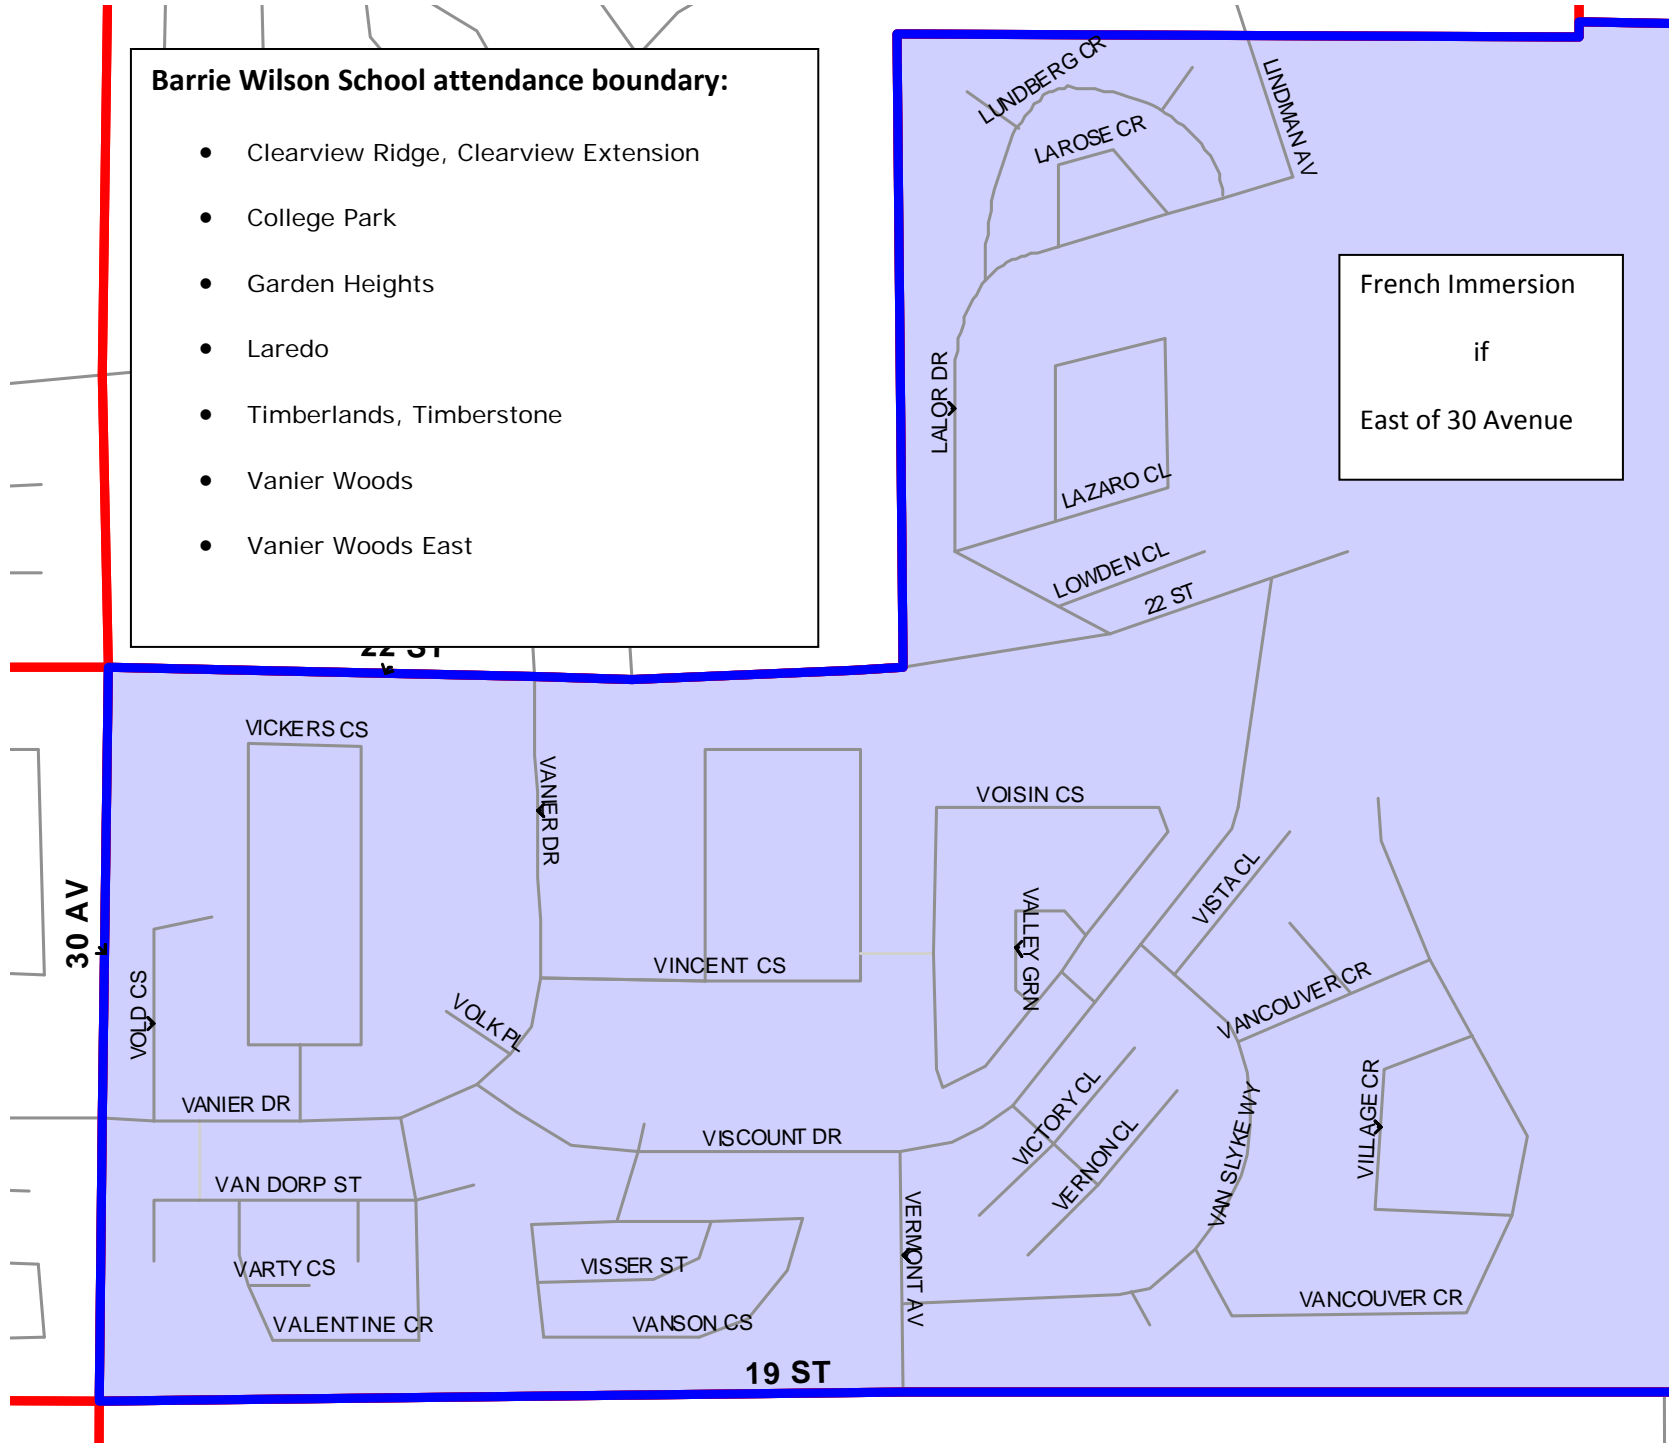 Barrie Wilson School attendance boundary:
• Clearview Ridge, Clearview Extension
• College Park
• Garden Heights
• Laredo
• Timberlands, Timberstone
• Vanier Woods
• Vanier Woods East
LUNDBERG CR
LINDMAN AV
LAROSE CR
French Immersion
if
East of 30 Avenue
LALOR DR
LAZARO CL
LOWDEN CL
22 ST
22 ST
VICKERS CS
VANIER DR
VOISIN CS
VISTA CL
30 AV
VALLEY GRN
VINCENT CS
VOLD CS
VOLK PL
VANCOUVER CR
VANIER DR
VICTORY CL
VILLAGE CR
VISCOUNT DR
VERNON CL
VAN SLYKE WY
VAN DORP ST
VERMONT AV
VARTY CS
VISSER ST
VALENTINE CR
VANSON CS
VANCOUVER CR
19 ST